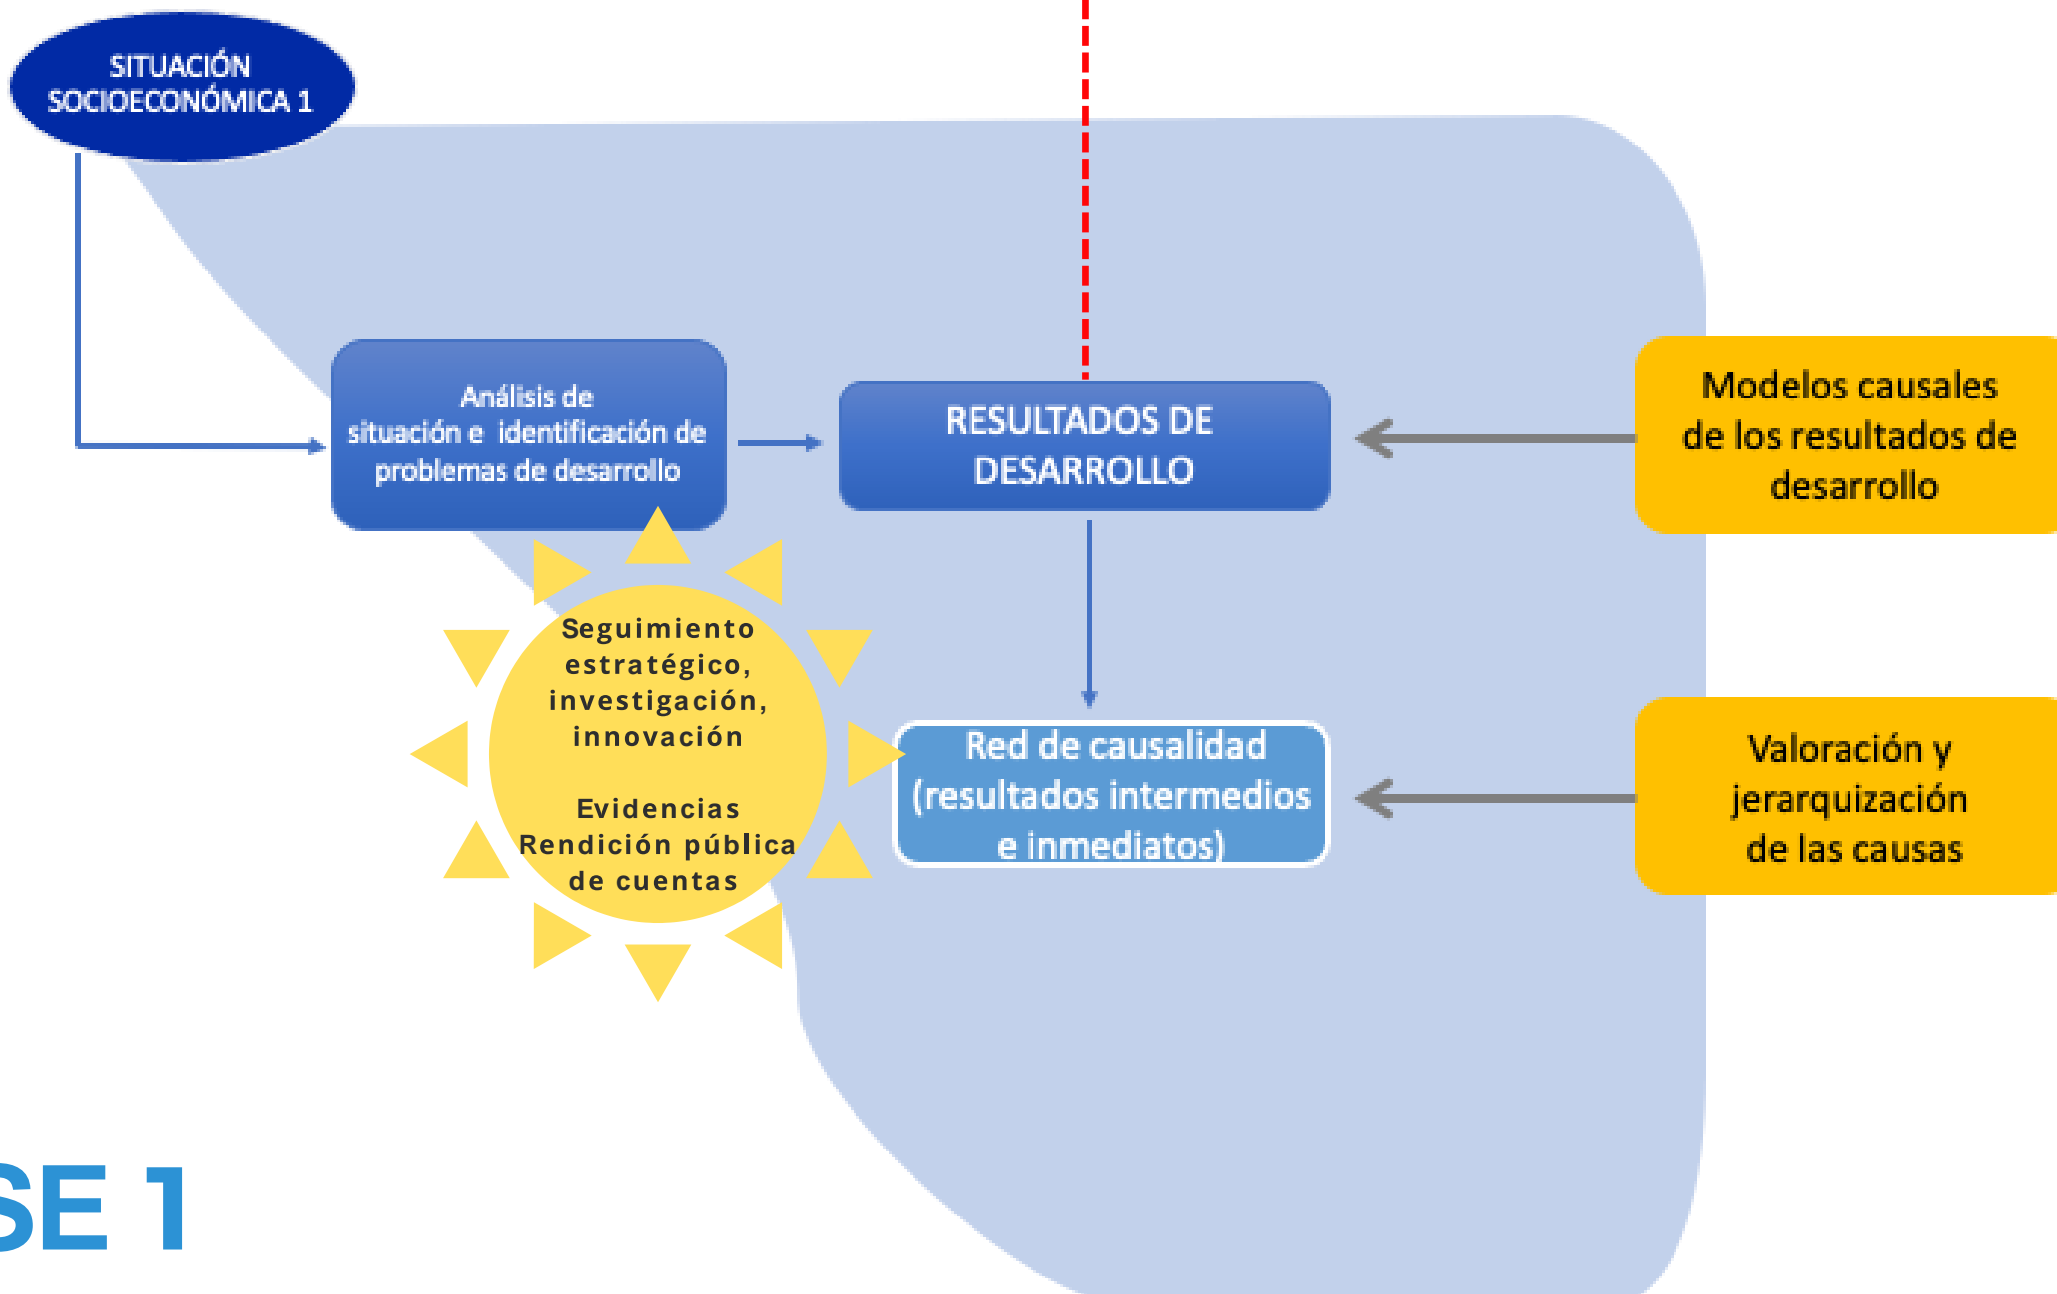 SITUACIÓN
SOCIOECONÓMICA 1
Análisis de
situación e identificación de
problemas de desarrollo
RESULTADOS DE
DESARROLLO
Modelos causales
de los resultados de
desarrollo
Seguimiento
estratégico,
investigación,
innovación
Evidencias
Rendición pública
de cuentas
Red de causalidad
(resultados intermedios
e inmediatos)
Valoración y
jerarquización
de las causas
SE 1